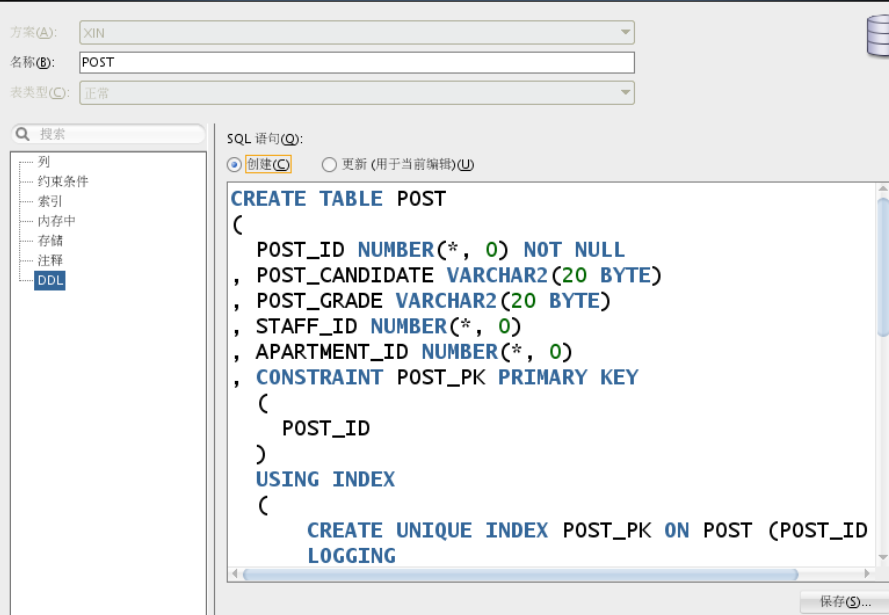 方案(A): XIN
名称(B): POST
表类型(C): 正常
搜索
列
约束条件
索引
内存中
存储
注释
DDL
SQL 语句(Q):
创建(C) 更新 (用于当前编辑)(U)
CREATE TABLE POST
(
POST_ID NUMBER(*, 0) NOT NULL
, POST_CANDIDATE VARCHAR2(20 BYTE)
, POST_GRADE VARCHAR2(20 BYTE)
, STAFF_ID NUMBER(*, 0)
, APARTMENT_ID NUMBER(*, 0)
, CONSTRAINT POST_PK PRIMARY KEY
(
POST_ID
)
USING INDEX
(
CREATE UNIQUE INDEX POST_PK ON POST (POST_ID
LOGGING
保存(S)...